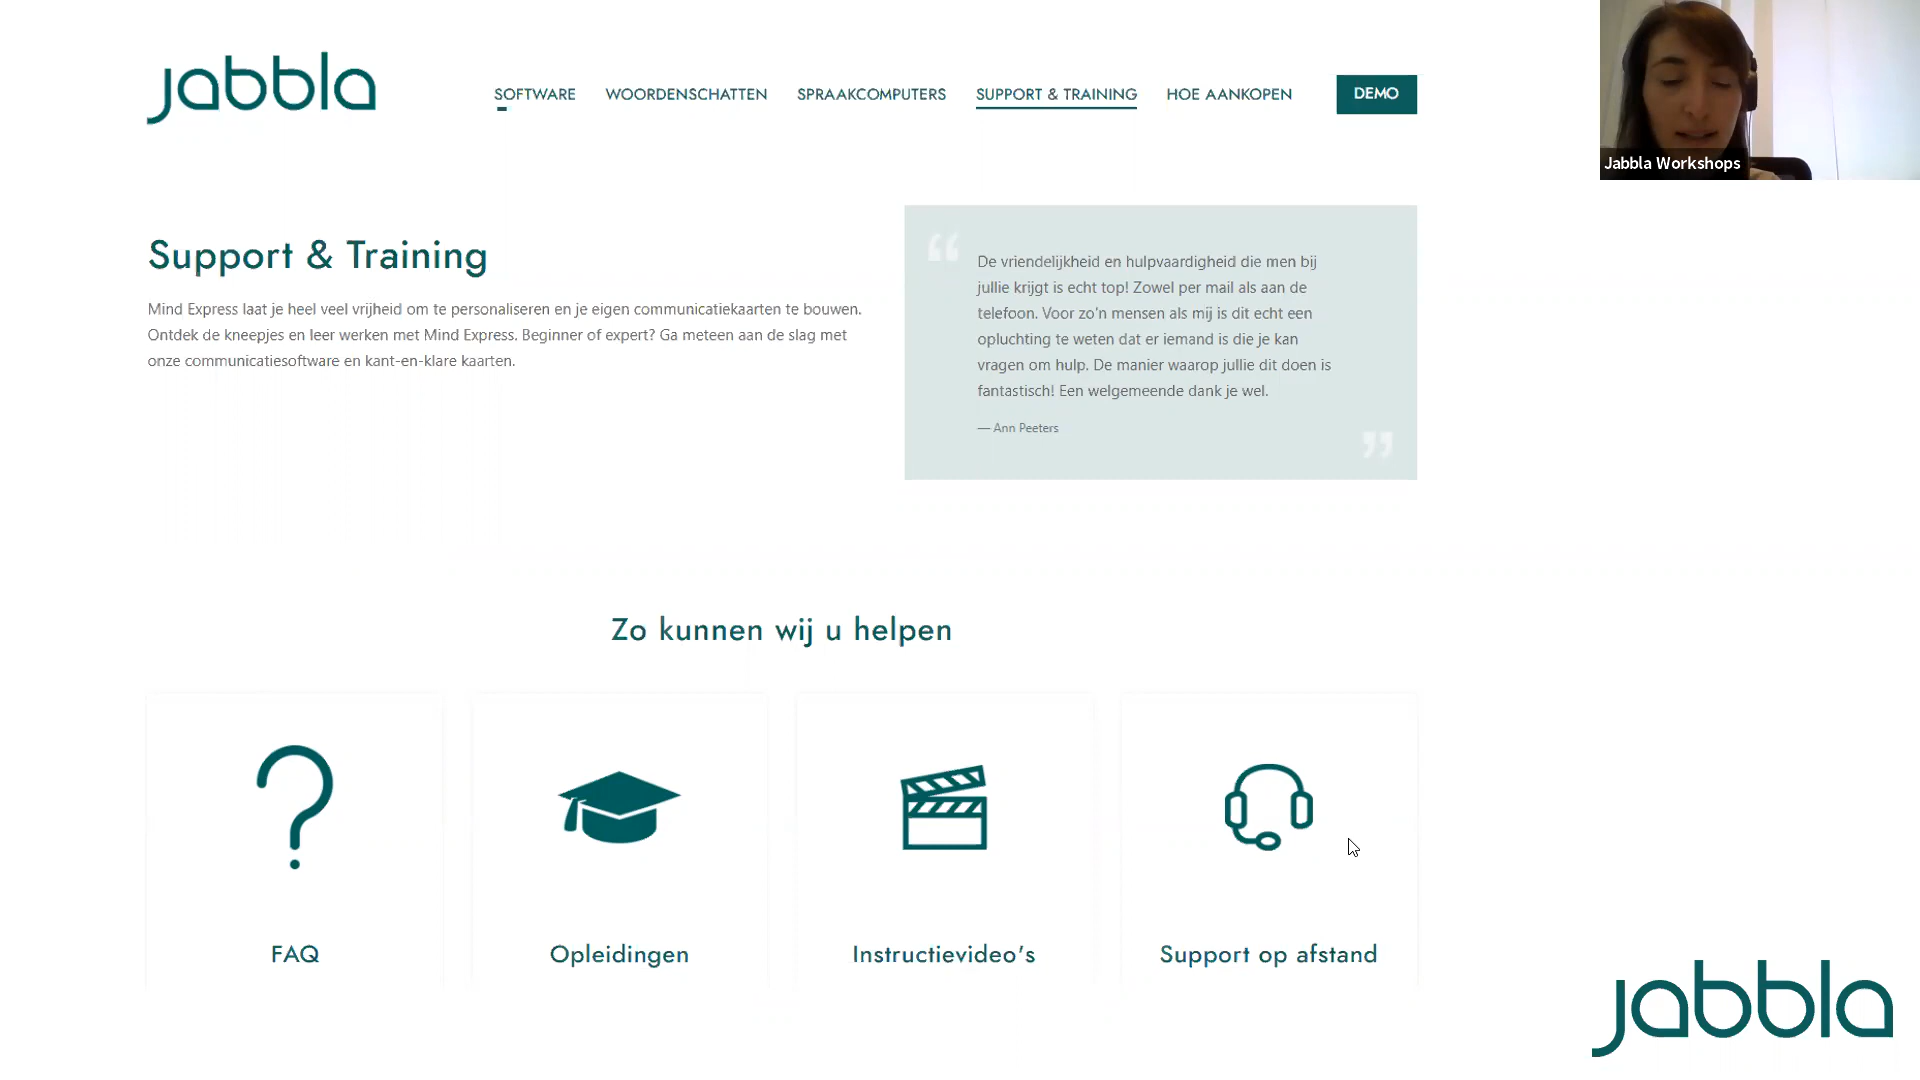 jabbla
SOFTWARE WOORDENSCHATTEN SPRAAKCOMPUTERS SUPPORT & TRAINING HOE AANKOPEN DEMO
Jabbla Workshops
Support & Training
Mind Express laat je heel veel vrijheid om te personaliseren en je eigen communicatiekaarten te bouwen.
Ontdek de kneepjes en leer werken met Mind Express. Beginner of expert? Ga meteen aan de slag met
onze communicatiesoftware en kant-en-klare kaarten.
“
De vriendelijkheid en hulpvaardigheid die men bij
jullie krijgt is echt top! Zowel per mail als aan de
telefoon. Voor zo'n mensen als mij is dit echt een
opluchting te weten dat er iemand is die je kan
vragen om hulp. De manier waarop jullie dit doen is
fantastisch! Een welgemeende dank je wel.
— Ann Peeters
”
Zo kunnen wij u helpen
FAQ
Opleidingen
Instructievideo's
Support op afstand
jabbla